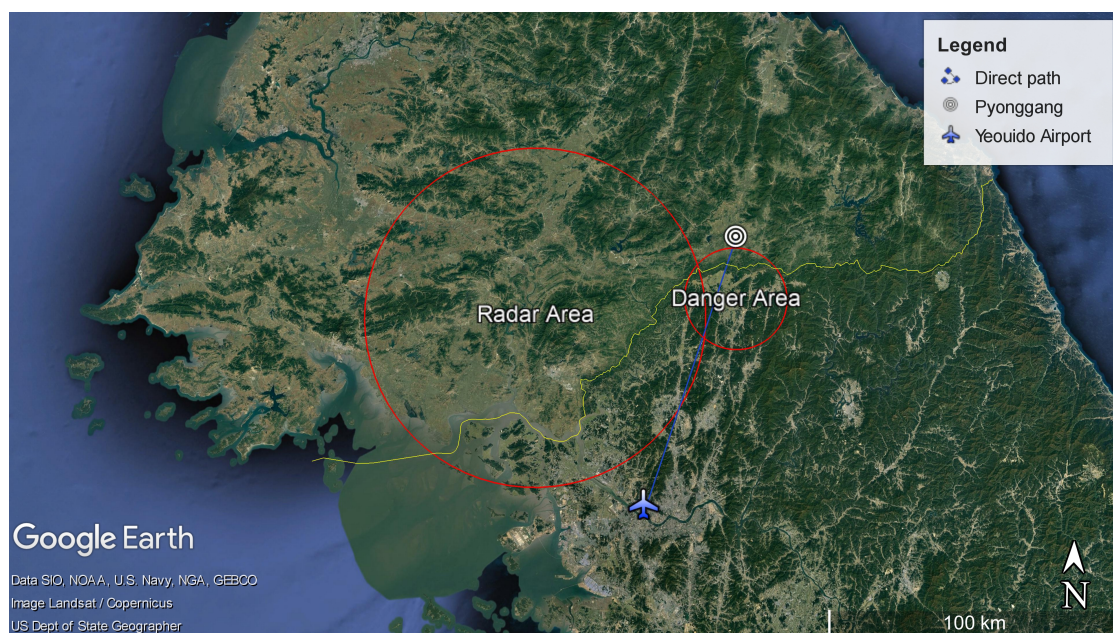 Legend
Direct path
Pyonggang
Yeouido Airport
Danger Area
Radar Area
Google Earth
Data SIO, NOAA, U.S. Navy, NGA, GEBCO
Image Landsat / Copernicus
US Dept of State Geographer
N
100 km